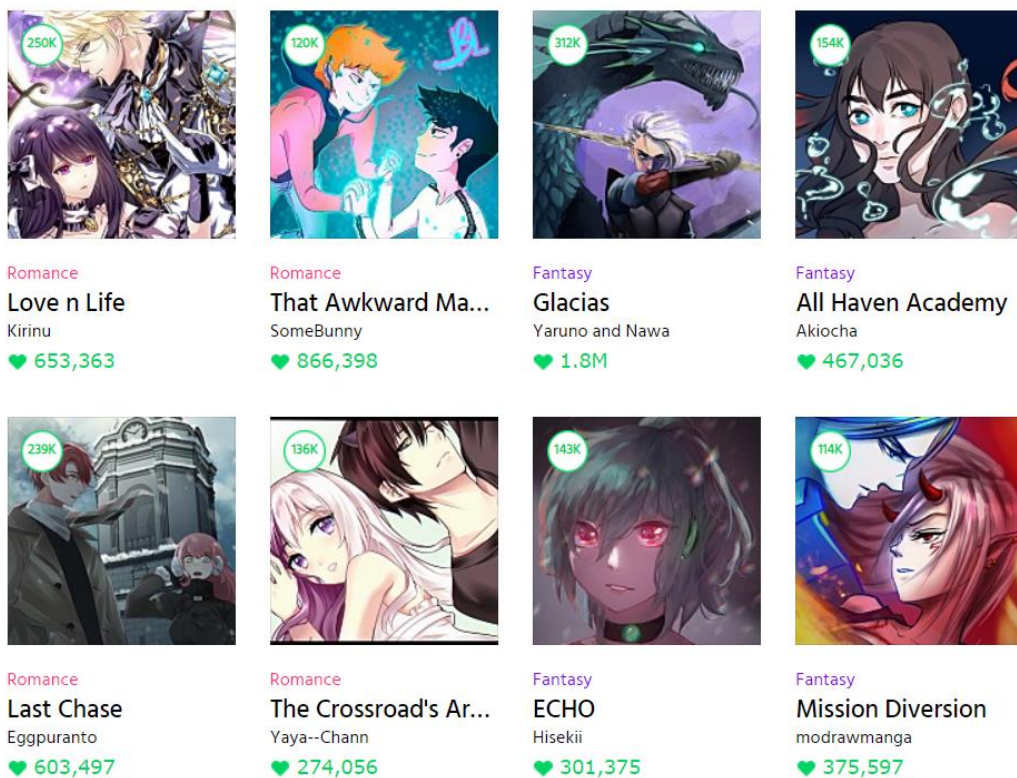 250K
120K
BL
312K
154K
Romance
Romance
Fantasy
Fantasy
Love n Life
That Awkward Ma...
Glacias
All Haven Academy
Kirinu
SomeBunny
Yaruno and Nawa
Akiocha
653,363
866,398
1.8M
467,036
239K
136K
143K
114K
Romance
Romance
Fantasy
Fantasy
Last Chase
The Crossroad's Ar...
ECHO
Mission Diversion
Eggpuranto
Yaya--Chann
Hisekii
modrawmanga
603,497
274,056
301,375
375,597